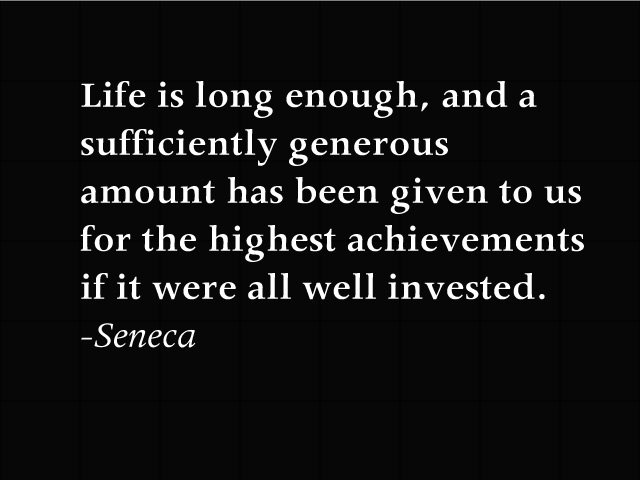 Life is long enough, and a
sufficiently generous
amount has been given to us
for the highest achievements
if it were all well invested.
-Seneca